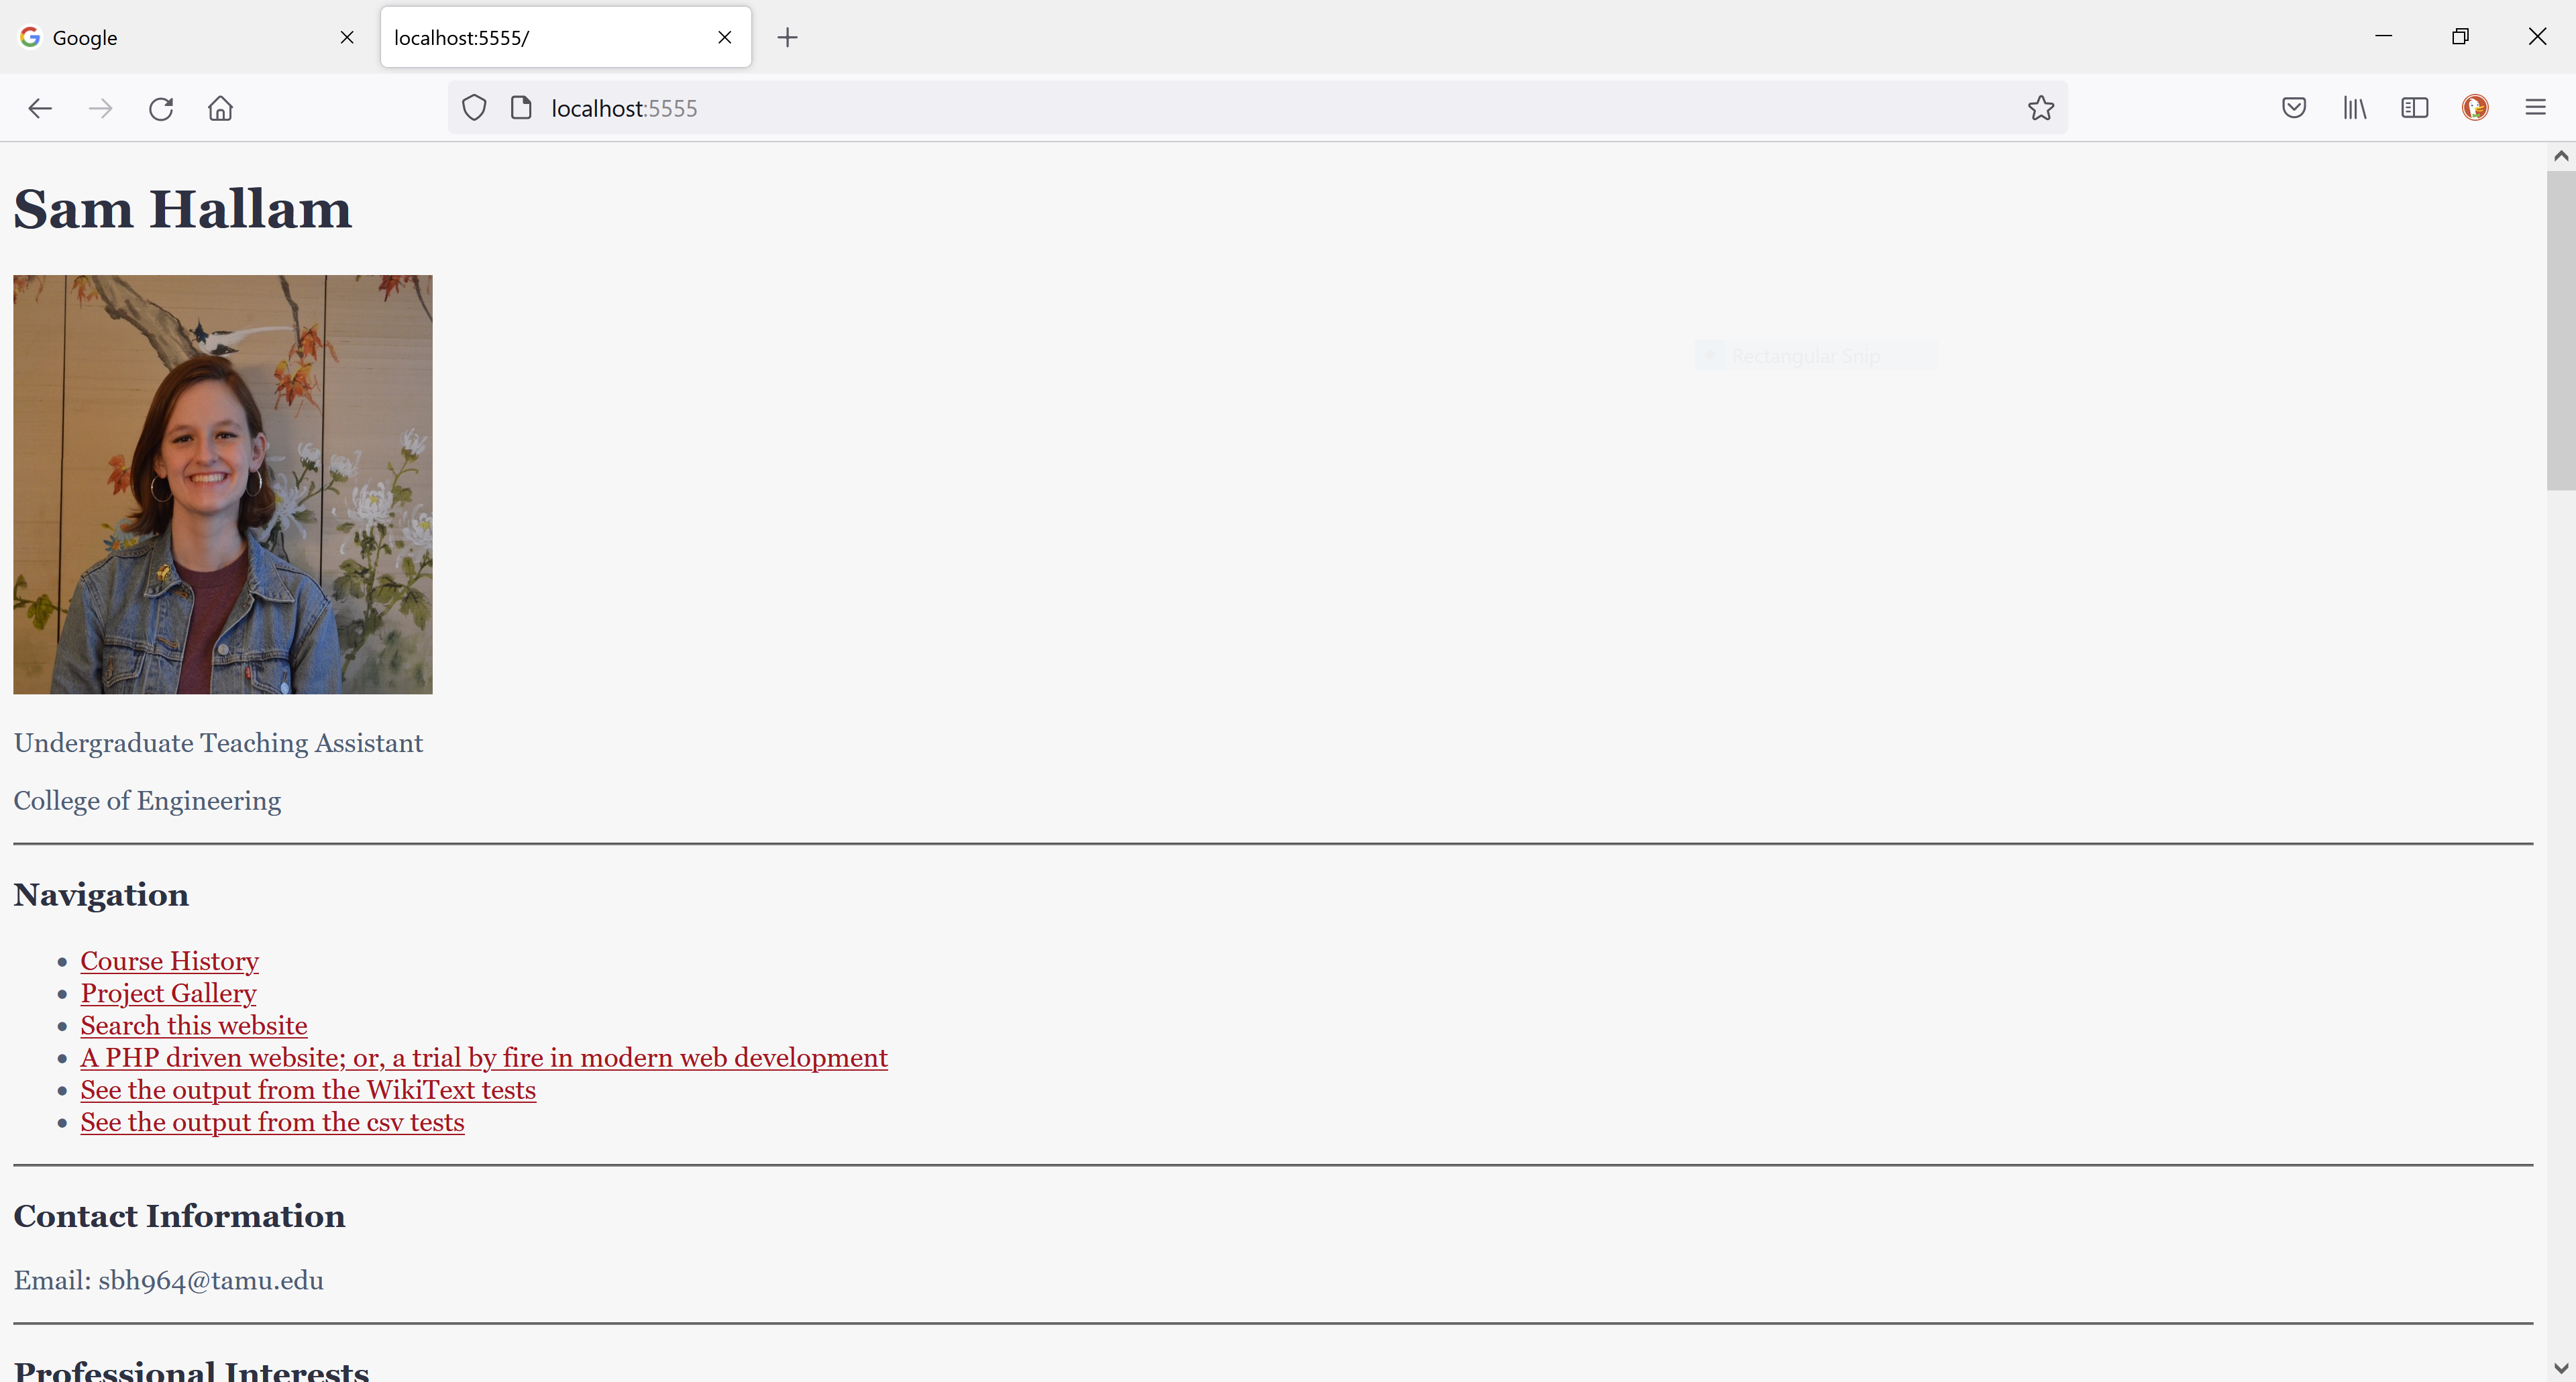 Google
localhost:5555/
localhost:5555
Sam Hallam
Rectangular Snip
Undergraduate Teaching Assistant
College of Engineering
Navigation
Course History
Project Gallery
Search this website
A PHP driven website; or, a trial by fire in modern web development
See the output from the WikiText tests
See the output from the csv tests
Contact Information
Email: sbh964@tamu.edu
Professional Interests